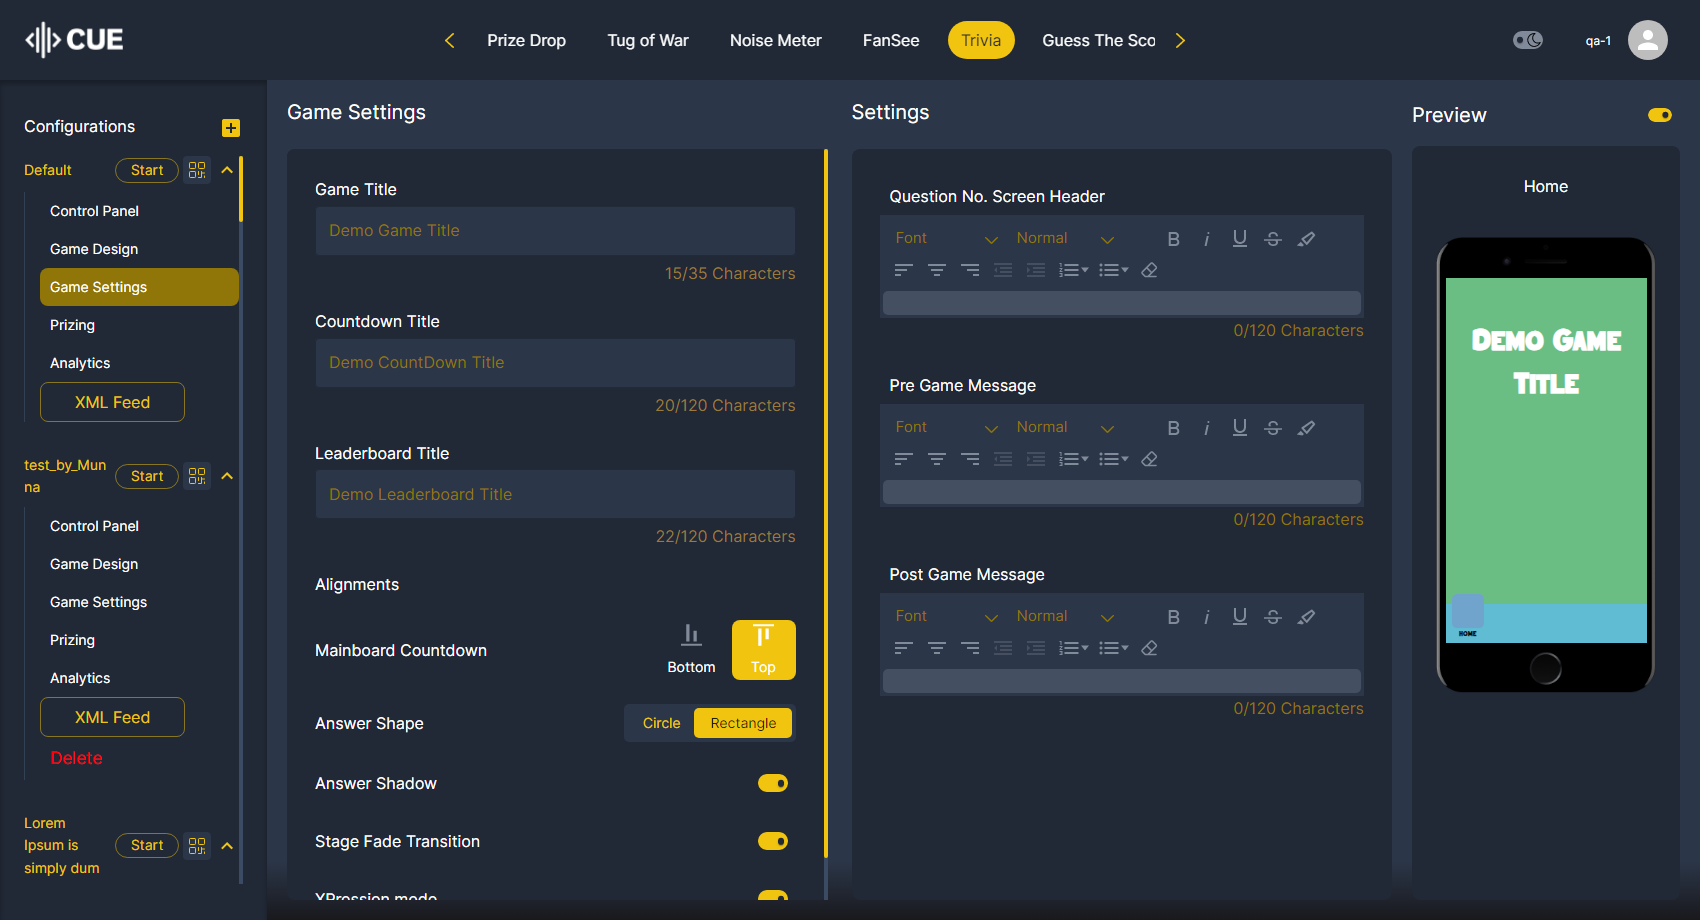 CUE
Prize Drop
Tug of War
Noise Meter
FanSee
Trivia
Guess The Sco
qa-1
Configurations
Default
Start
Control Panel
Game Design
Game Settings
Prizing
Analytics
XML Feed
test_by_Mun
na
Start
Control Panel
Game Design
Game Settings
Prizing
Analytics
XML Feed
Delete
Lorem
Ipsum is
simply dum
Start
Game Settings
Game Title
Demo Game Title
15/35 Characters
Countdown Title
Demo CountDown Title
20/120 Characters
Leaderboard Title
Demo Leaderboard Title
22/120 Characters
Alignments
Mainboard Countdown
Bottom
Top
Answer Shape
Circle
Rectangle
Answer Shadow
Stage Fade Transition
XPression mode
Settings
Question No. Screen Header
Font
Normal
0/120 Characters
Pre Game Message
Font
Normal
0/120 Characters
Post Game Message
Font
Normal
0/120 Characters
Preview
Home
Demo Game
Title
HOME